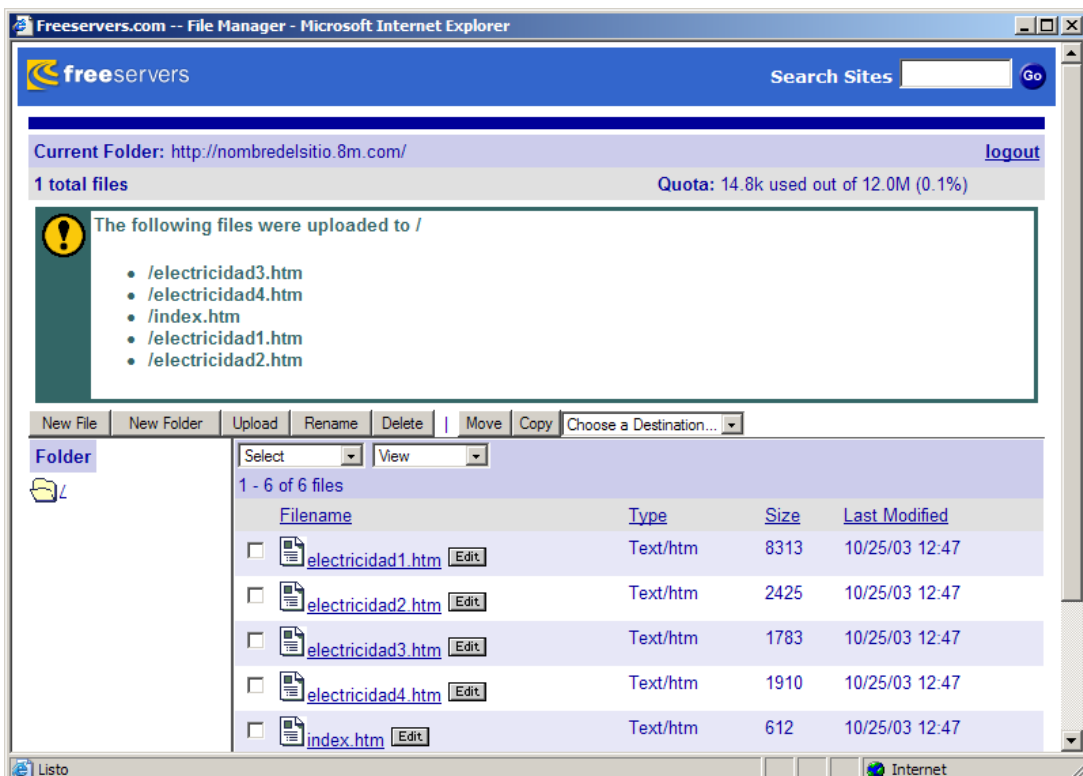 Freeservers.com -- File Manager - Microsoft Internet Explorer
freeservers Search Sites Go
Current Folder: http://nombredelsitio.8m.com/ logout
1 total files Quota: 14.8k used out of 12.0M (0.1%)
The following files were uploaded to /
• /electricidad3.htm
• /electricidad4.htm
• /index.htm
• /electricidad1.htm
• /electricidad2.htm
New File New Folder Upload Rename Delete | Move Copy Choose a Destination...
Folder Select View
/ 1 - 6 of 6 files
Filename Type Size Last Modified
electricidad1.htm Edit Text/htm 8313 10/25/03 12:47
electricidad2.htm Edit Text/htm 2425 10/25/03 12:47
electricidad3.htm Edit Text/htm 1783 10/25/03 12:47
electricidad4.htm Edit Text/htm 1910 10/25/03 12:47
index.htm Edit Text/htm 612 10/25/03 12:47
Listo Internet